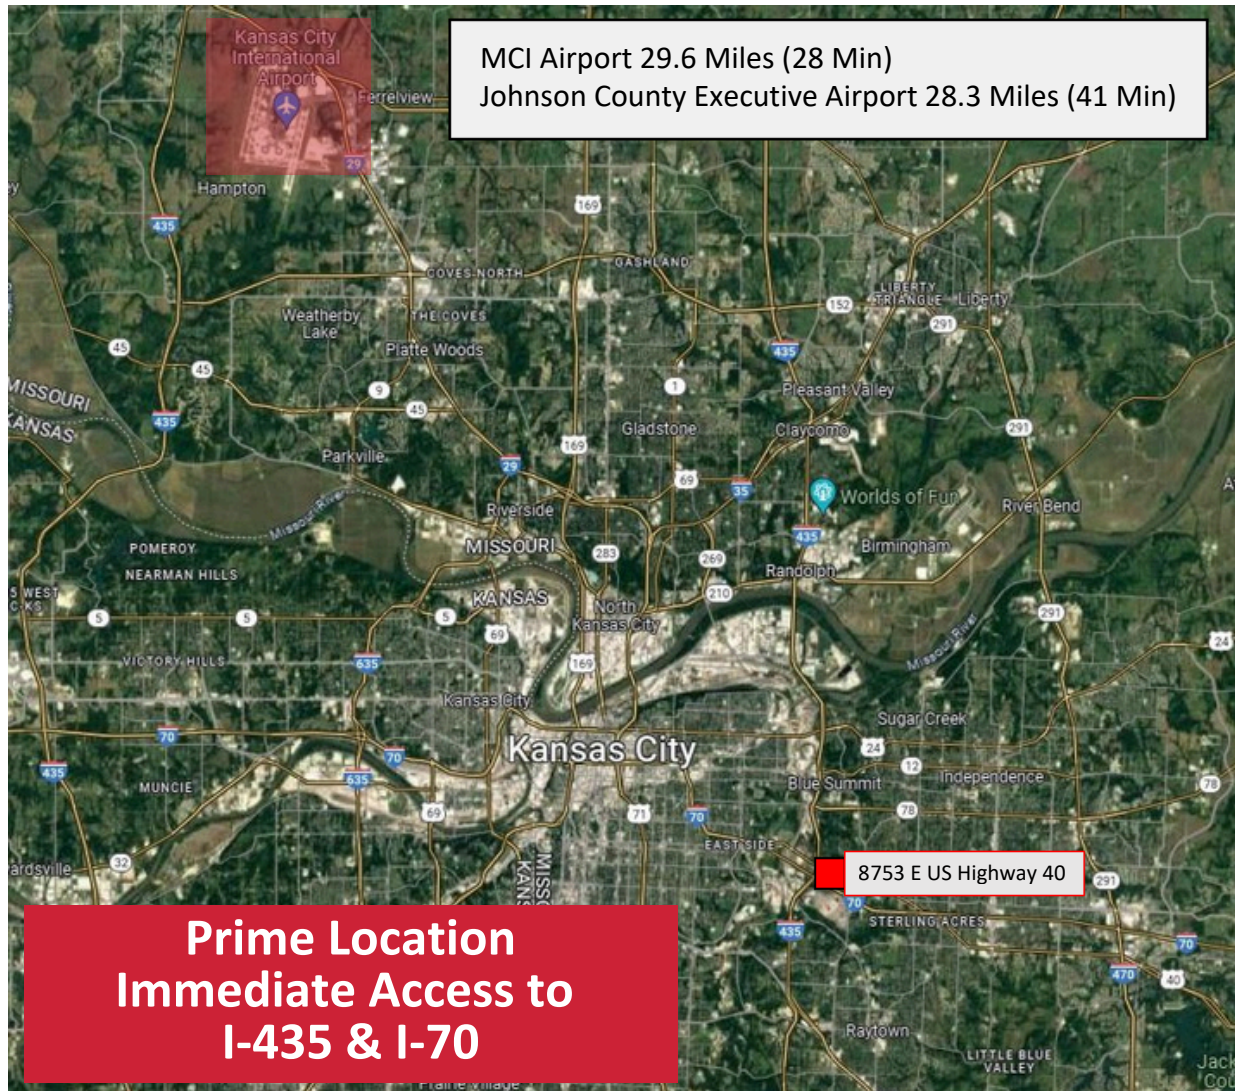 Kansas City
International
Airport
MCI Airport 29.6 Miles (28 Min)
Johnson County Executive Airport 28.3 Miles (41 Min)
Ferrelview
29
Hampton
435
169
COVES NORTH
GASHLAND
LIBERTY
TRIANGLE
Liberty
152
291
Weatherby
Lake
THE COVES
Platte Woods
45
45
9
45
435
1
Pleasant Valley
MISSOURI
KANSAS
435
Gladstone
Claycomo
291
169
Parkville
29
69
35
Worlds of Fun
River Bend
Missouri River
Riverside
435
Birmingham
MISSOURI
POMEROY
283
269
Randolph
NEARMAN HILLS
210
5
5
5
KANSAS
North
Kansas City
291
69
24
Missouri River
VICTORY HILLS
635
169
Kansas City
Sugar Creek
70
70
Kansas City
24
12
435
635
Blue Summit
Independence
78
MUNCIE
69
71
70
78
EAST SIDE
32
8753 E US Highway 40
291
70
435
STERLING ACRES
70
470
40
Prime Location
Immediate Access to
I-435 & I-70
Raytown
LITTLE BLUE
VALLEY
Prairie Village